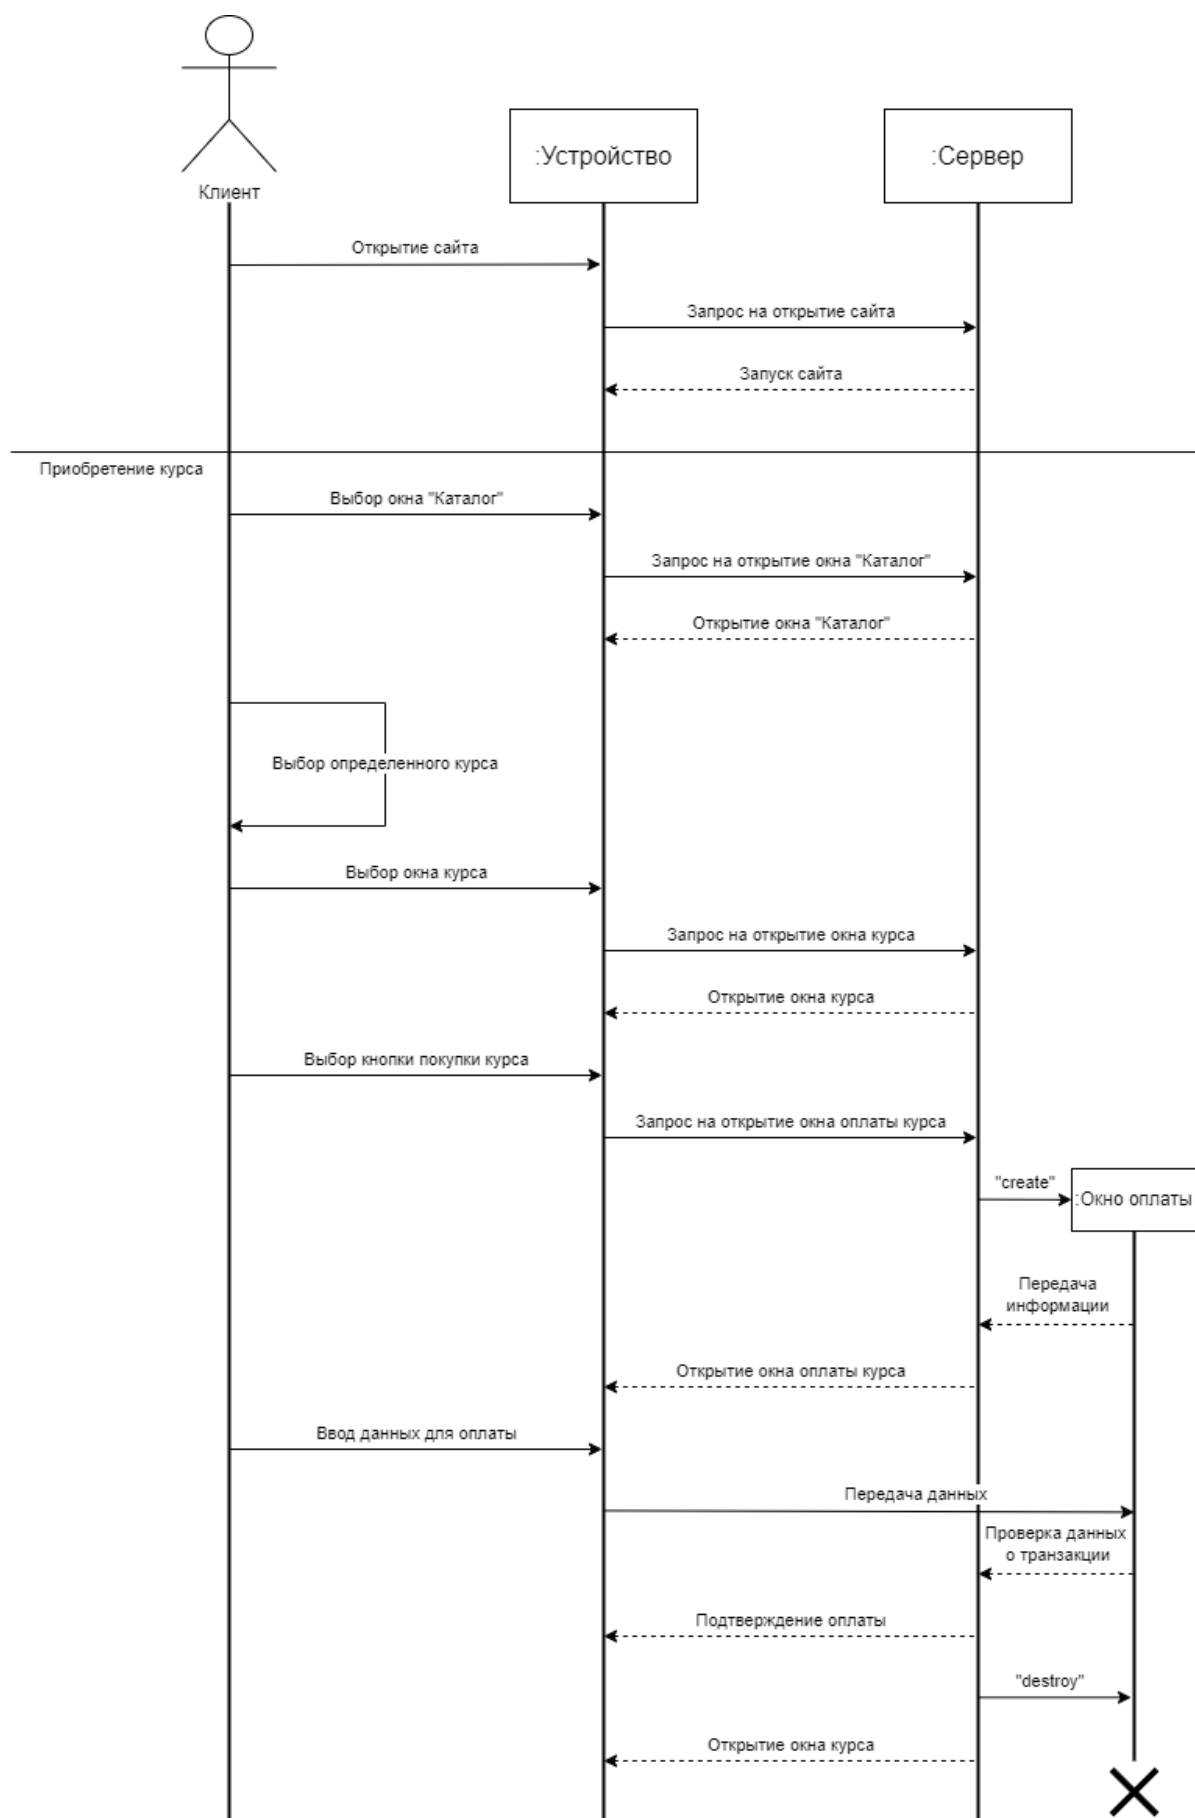 Клиент
:Устройство
:Сервер
Открытие сайта
Запрос на открытие сайта
Запуск сайта
Приобретение курса
Выбор окна "Каталог"
Запрос на открытие окна "Каталог"
Открытие окна "Каталог"
Выбор определенного курса
Выбор окна курса
Запрос на открытие окна курса
Открытие окна курса
Выбор кнопки покупки курса
Запрос на открытие окна оплаты курса
"create"
:Окно оплаты
Передача
информации
Открытие окна оплаты курса
Ввод данных для оплаты
Передача данных
Проверка данных
о транзакции
Подтверждение оплаты
"destroy"
Открытие окна курса